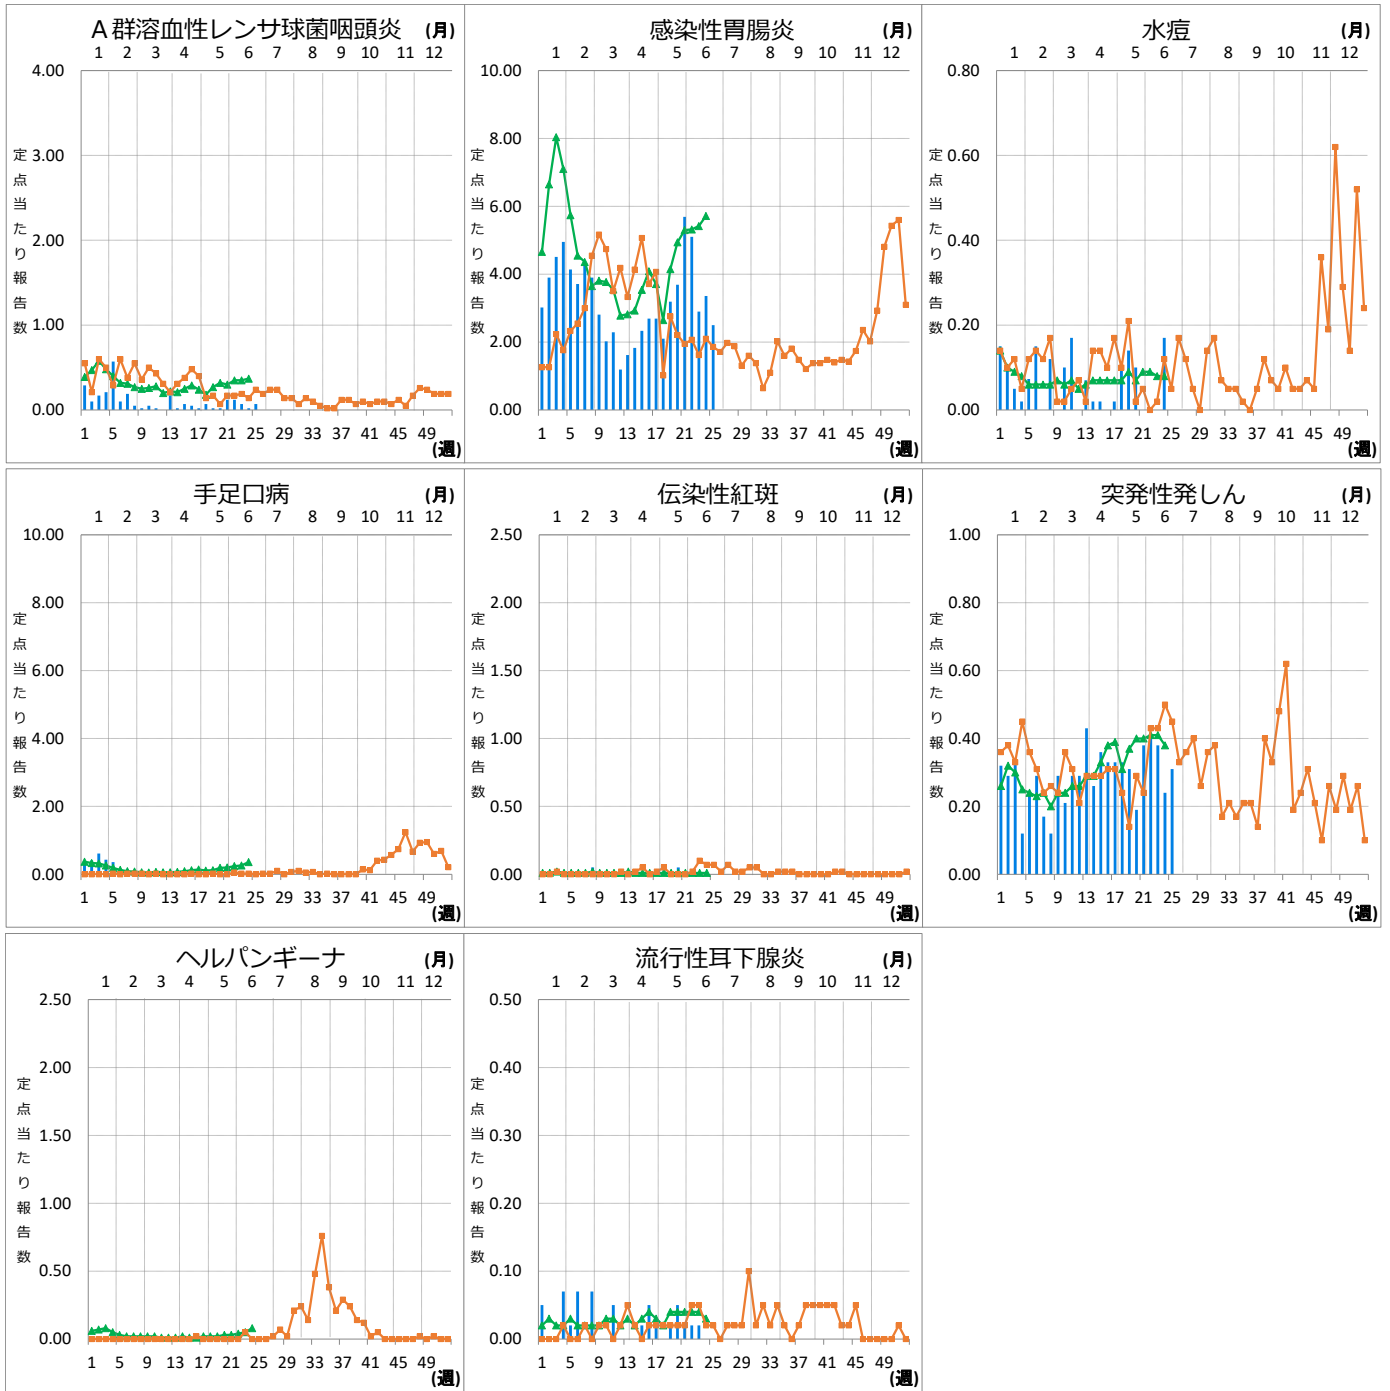 A群溶血性レンサ球菌咽頭炎 (月)
1 2 3 4 5 6 7 8 9 10 11 12
4.00
3.00
2.00
1.00
0.00
定点当たり報告数
1 5 9 13 17 21 25 29 33 37 41 45 49
(週)
感染性胃腸炎 (月)
1 2 3 4 5 6 7 8 9 10 11 12
10.00
8.00
6.00
4.00
2.00
0.00
定点当たり報告数
1 5 9 13 17 21 25 29 33 37 41 45 49
(週)
水痘 (月)
1 2 3 4 5 6 7 8 9 10 11 12
0.80
0.60
0.40
0.20
0.00
定点当たり報告数
1 5 9 13 17 21 25 29 33 37 41 45 49
(週)
手足口病 (月)
1 2 3 4 5 6 7 8 9 10 11 12
10.00
8.00
6.00
4.00
2.00
0.00
定点当たり報告数
1 5 9 13 17 21 25 29 33 37 41 45 49
(週)
伝染性紅斑 (月)
1 2 3 4 5 6 7 8 9 10 11 12
2.50
2.00
1.50
1.00
0.50
0.00
定点当たり報告数
1 5 9 13 17 21 25 29 33 37 41 45 49
(週)
突発性発しん (月)
1 2 3 4 5 6 7 8 9 10 11 12
1.00
0.80
0.60
0.40
0.20
0.00
定点当たり報告数
1 5 9 13 17 21 25 29 33 37 41 45 49
(週)
ヘルパンギーナ (月)
1 2 3 4 5 6 7 8 9 10 11 12
2.50
2.00
1.50
1.00
0.50
0.00
定点当たり報告数
1 5 9 13 17 21 25 29 33 37 41 45 49
(週)
流行性耳下腺炎 (月)
1 2 3 4 5 6 7 8 9 10 11 12
0.50
0.40
0.30
0.20
0.10
0.00
定点当たり報告数
1 5 9 13 17 21 25 29 33 37 41 45 49
(週)